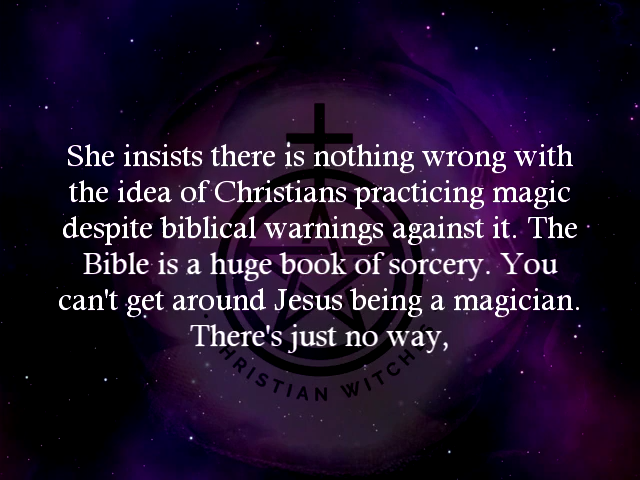 She insists there is nothing wrong with
the idea of Christians practicing magic
despite biblical warnings against it. The
Bible is a huge book of sorcery. You
can't get around Jesus being a magician.
There's just no way,
CHRISTIAN WITCHES